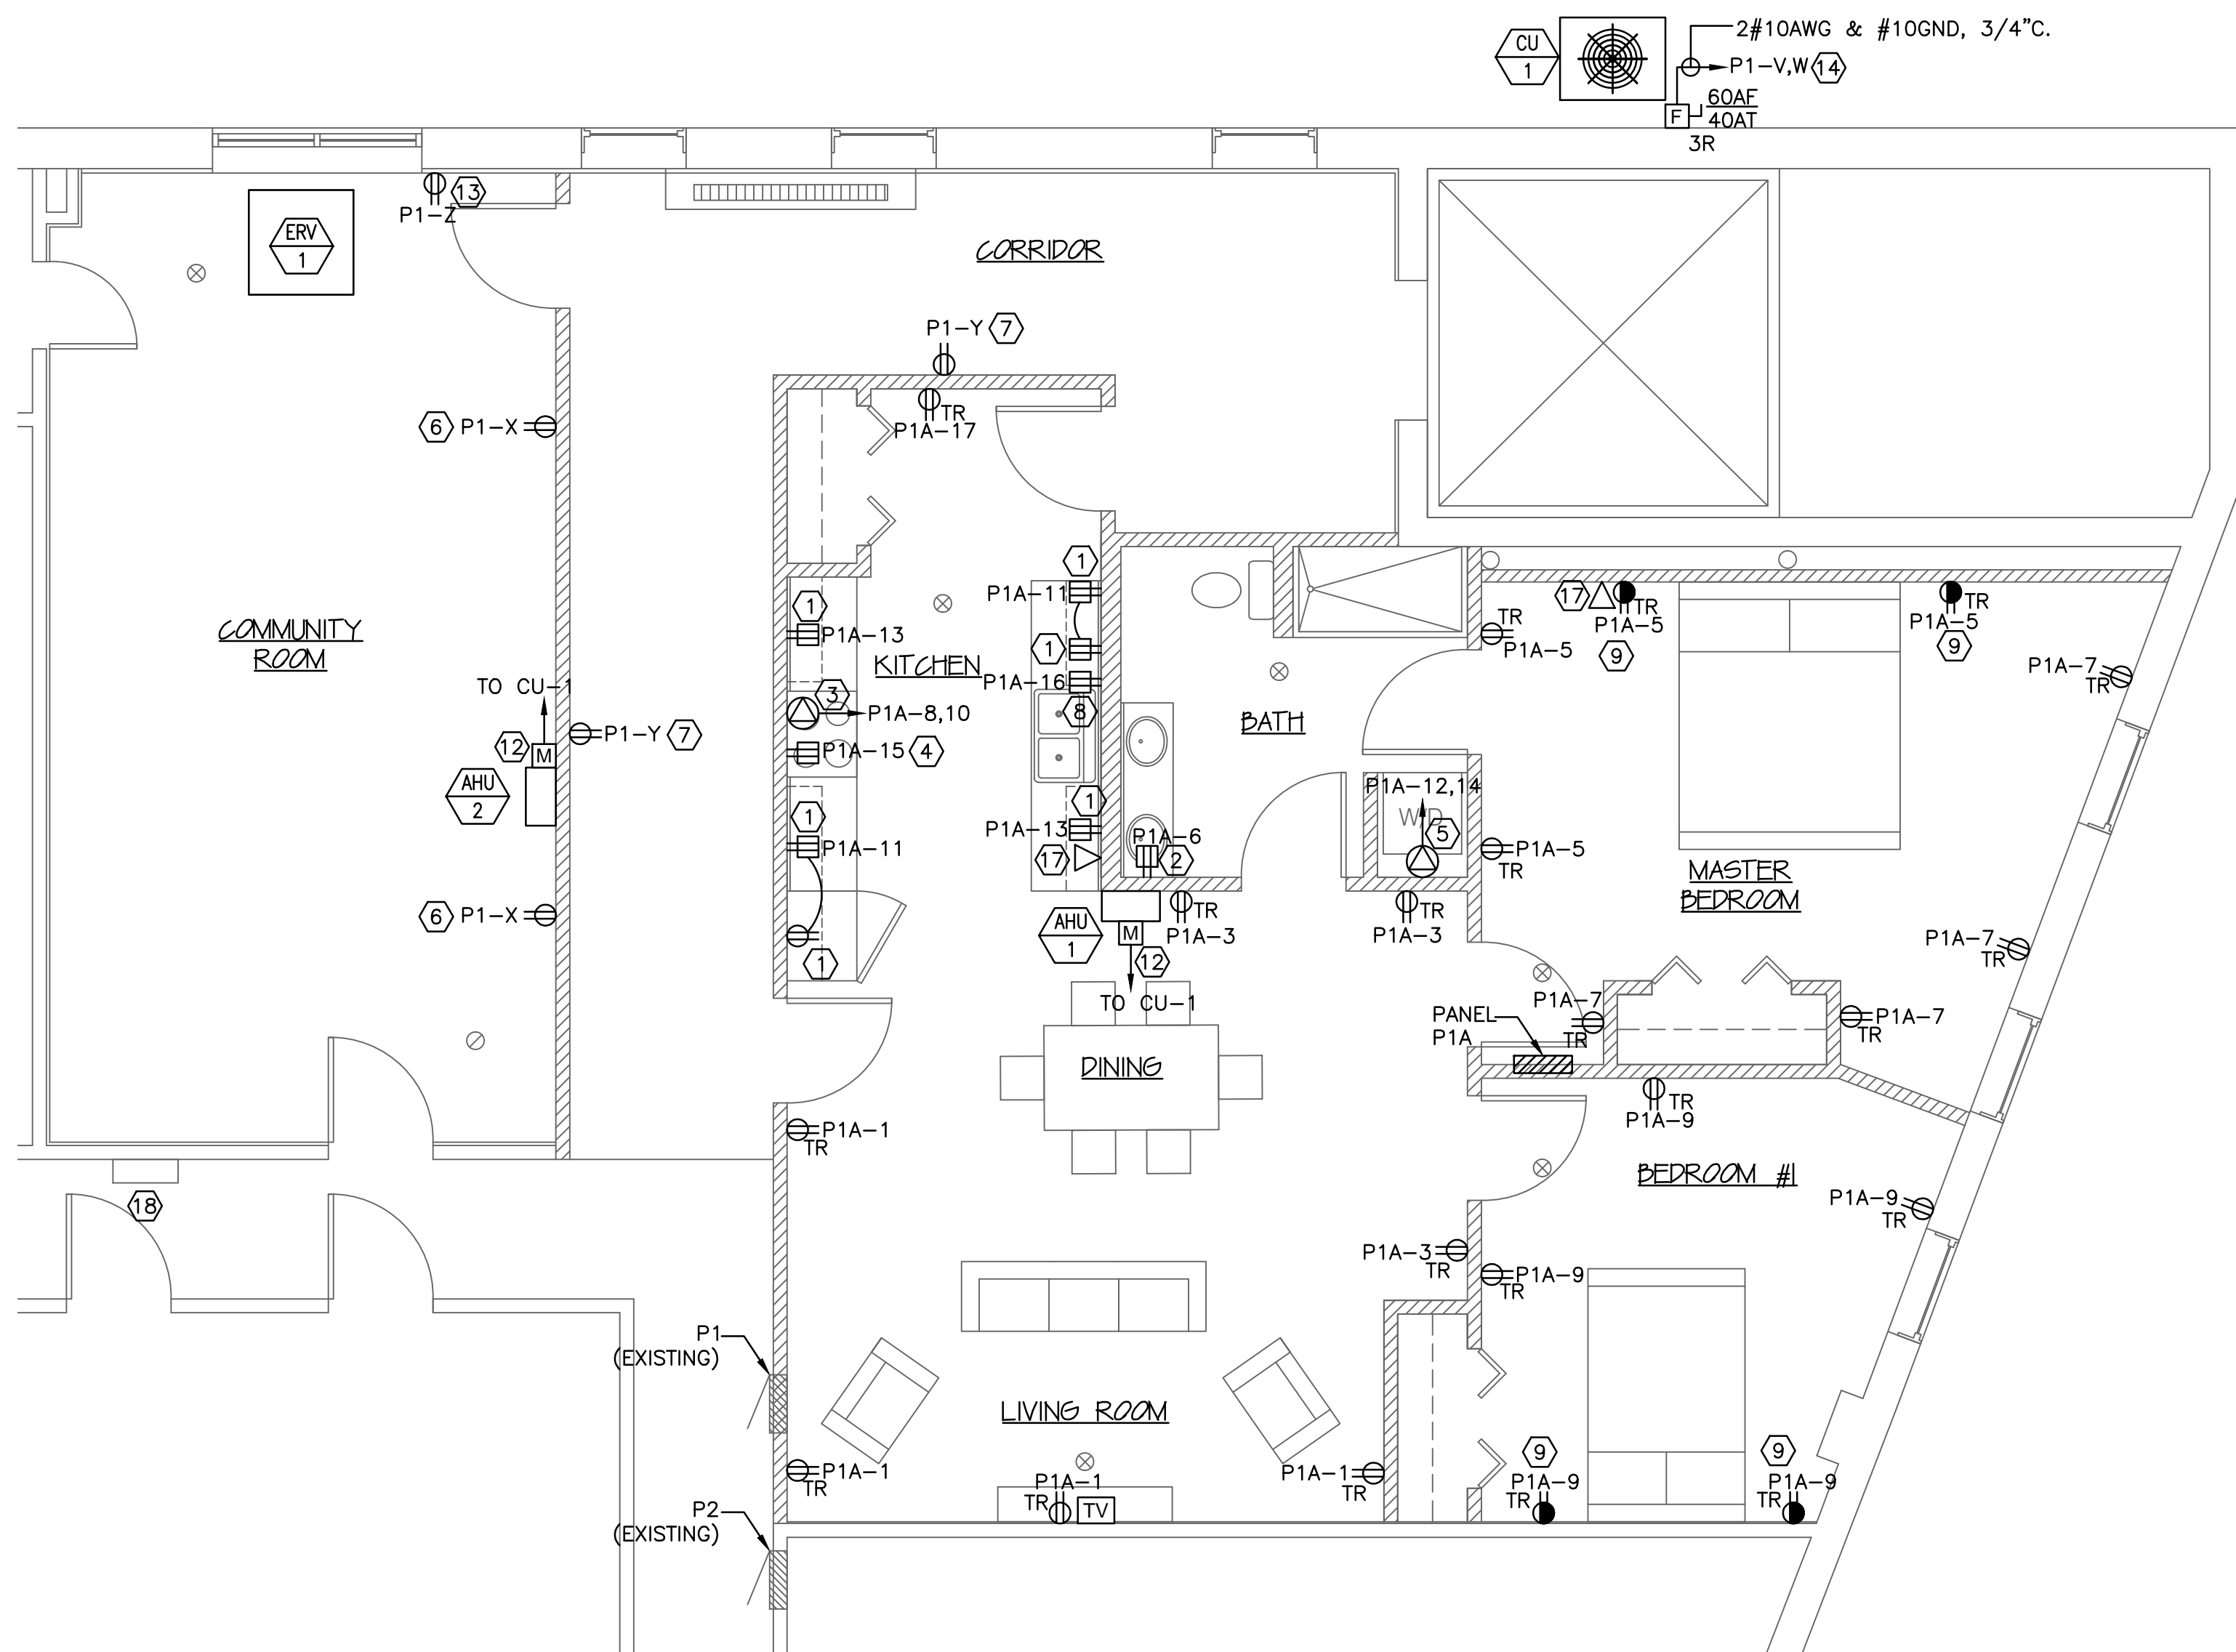 CU
1
2#10AWG & #10GND, 3/4"C.
P1-V,W
14
F
60AF
40AT
3R
13
P1-Z
ERV
1
CORRIDOR
P1-Y
7
TR
P1A-17
6
P1-X
COMMUNITY
ROOM
TO CU-1
12
M
AHU
2
P1-Y
7
6
P1-X
18
1
P1A-13
KITCHEN
3
P1A-8,10
P1A-15
4
1
P1A-11
1
1
P1A-11
1
P1A-16
8
1
P1A-13
17
BATH
P1A-6
2
P1A-12,14
W/D
5
AHU
1
M
12
TO CU-1
TR
P1A-3
TR
P1A-3
TR
P1A-5
17
TR
P1A-5
9
TR
P1A-5
9
P1A-7
TR
P1A-5
TR
MASTER
BEDROOM
P1A-7
TR
P1A-7
TR
P1A-7
TR
PANEL
P1A
DINING
P1A-1
TR
TR
P1A-9
BEDROOM #1
P1A-9
TR
P1A-3
TR
P1A-9
TR
P1
(EXISTING)
LIVING ROOM
P1A-1
TR
P1A-1
TR
TV
P1A-1
TR
9
P1A-9
TR
9
P1A-9
TR
P2
(EXISTING)